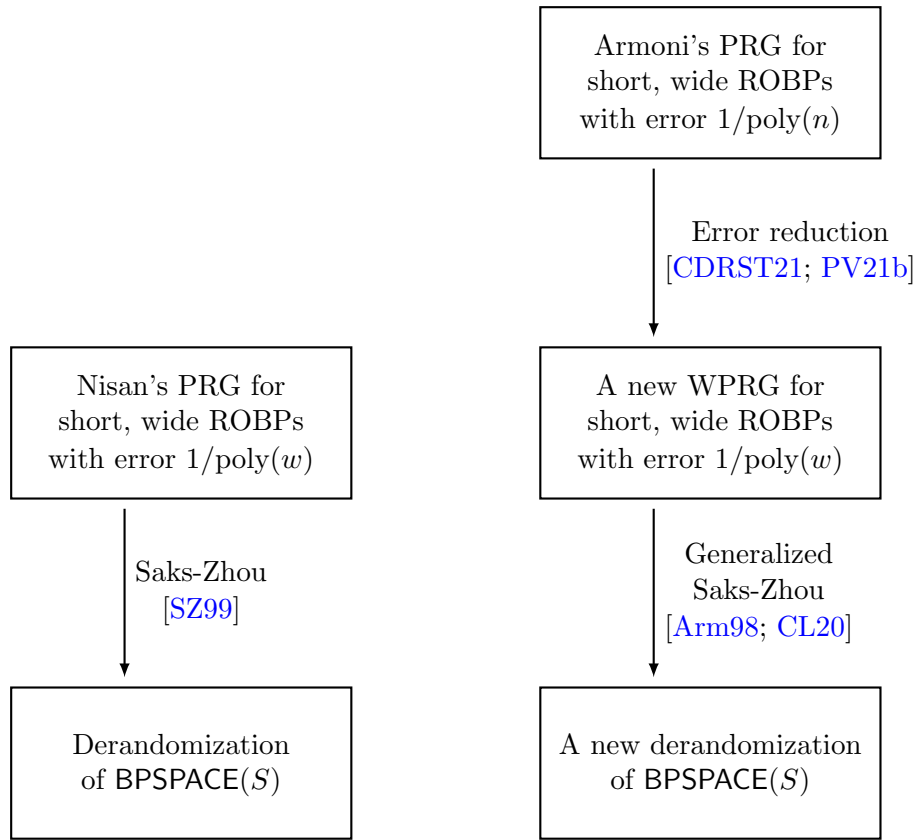 Armoni's PRG for
short, wide ROBPs
with error 1/poly(n)
Error reduction
[CDRST21; PV21b]
Nisan's PRG for
short, wide ROBPs
with error 1/poly(w)
A new WPRG for
short, wide ROBPs
with error 1/poly(w)
Saks-Zhou
[SZ99]
Generalized
Saks-Zhou
[Arm98; CL20]
Derandomization
of BPSPACE(S)
A new derandomization
of BPSPACE(S)